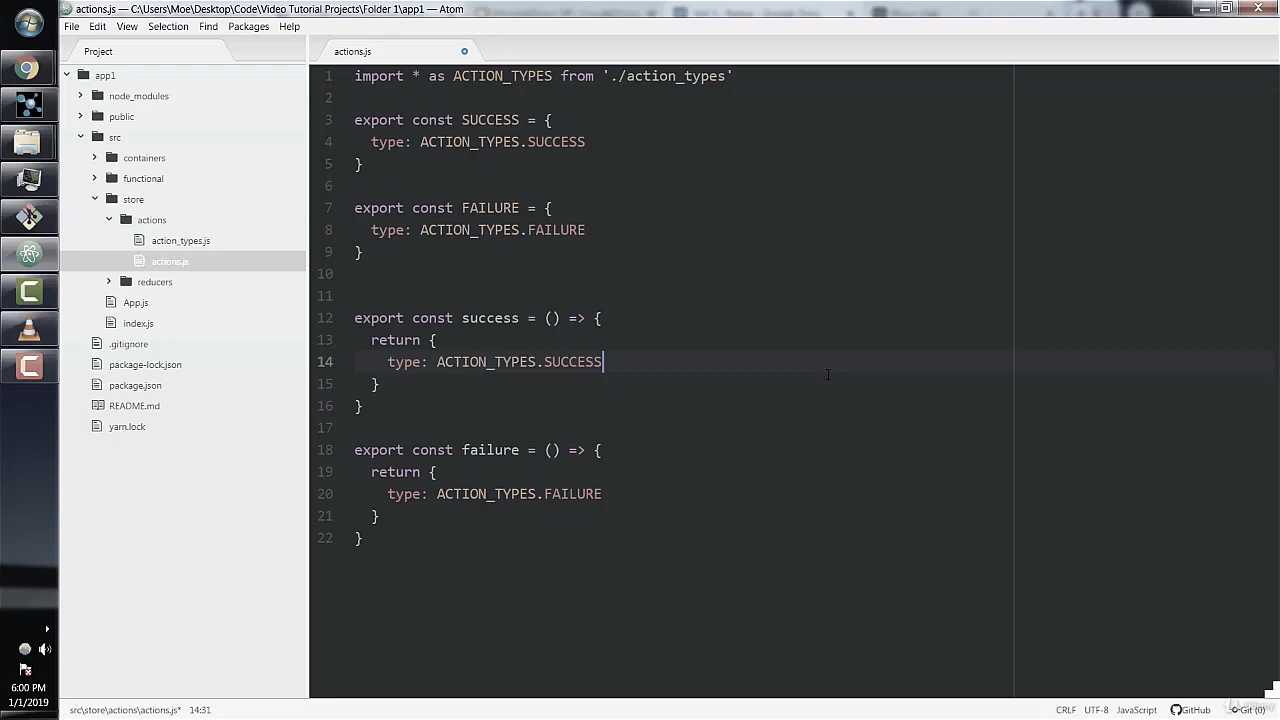 actions.js — C:\Users\Moe\Desktop\Code\Video Tutorial Projects\Folder 1\app1 — Atom
File Edit View Selection Find Packages Help
Project
app1
node_modules
public
src
containers
functional
store
actions
action_types.js
actions.js
reducers
App.js
index.js
.gitignore
package-lock.json
package.json
README.md
yarn.lock
actions.js
1 import * as ACTION_TYPES from './action_types'
2
3 export const SUCCESS = {
4 type: ACTION_TYPES.SUCCESS
5 }
6
7 export const FAILURE = {
8 type: ACTION_TYPES.FAILURE
9 }
10
11
12 export const success = () => {
13 return {
14 type: ACTION_TYPES.SUCCESS
15 }
16 }
17
18 export const failure = () => {
19 return {
20 type: ACTION_TYPES.FAILURE
21 }
22 }
6:00 PM
1/1/2019
src\store\actions\actions.js* 14:31
CRLF UTF-8 JavaScript GitHub Git (0)